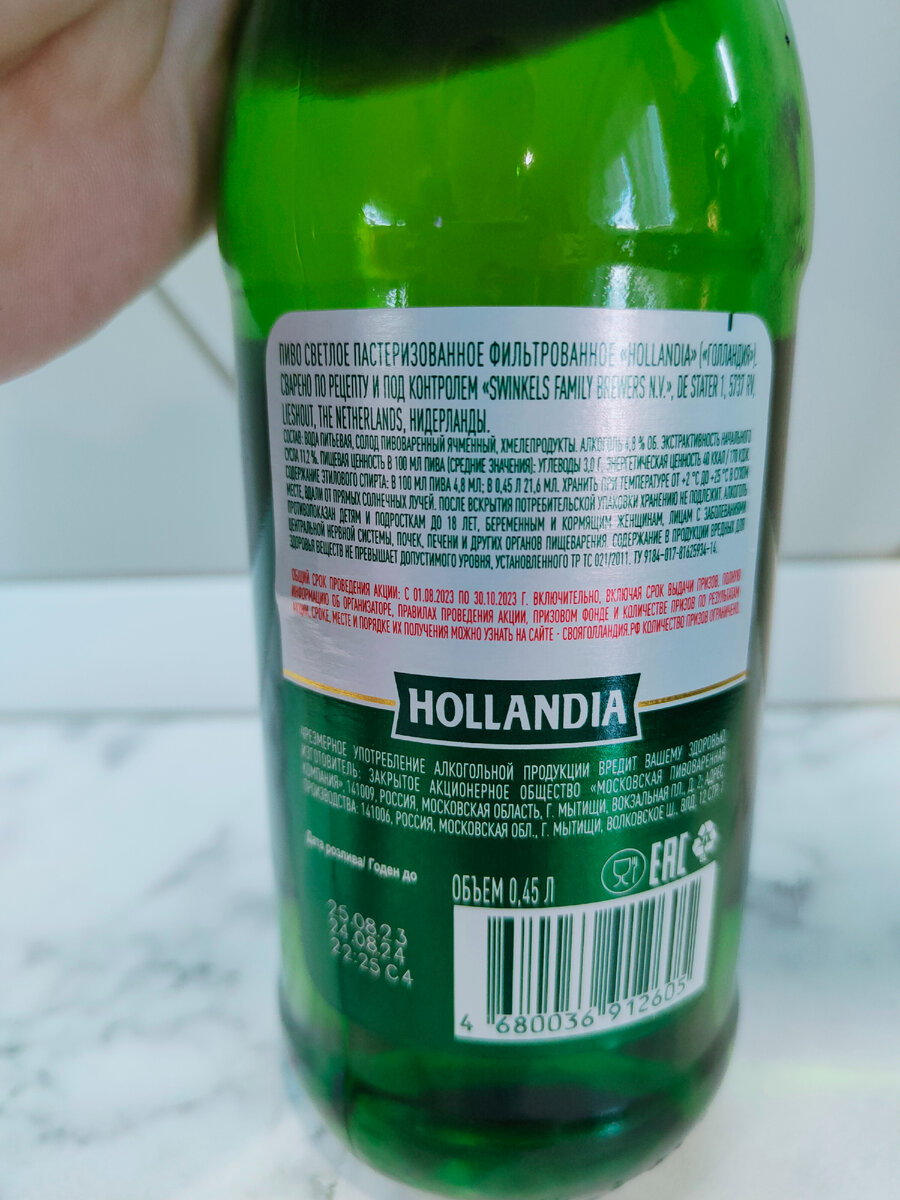 ПИВО СВЕТЛОЕ ПАСТЕРИЗОВАННОЕ ФИЛЬТРОВАННОЕ «HOLLANDIA» («ГОЛЛАНДИЯ»).
СВАРЕНО ПО РЕЦЕПТУ И ПОД КОНТРОЛЕМ «SWINKELS FAMILY BREWERS N.V.», DE STATER 1, 5737 RV,
LIESHOUT, THE NETHERLANDS, НИДЕРЛАНДЫ.
СОСТАВ: ВОДА ПИТЬЕВАЯ, СОЛОД ПИВОВАРЕННЫЙ ЯЧМЕННЫЙ, ХМЕЛЕПРОДУКТЫ. АЛКОГОЛЬ 4,8 % ОБ. ЭКСТРАКТИВНОСТЬ НАЧАЛЬНОГО
СУСЛА 11,2 %. ПИЩЕВАЯ ЦЕННОСТЬ В 100 МЛ ПИВА (СРЕДНИЕ ЗНАЧЕНИЯ): УГЛЕВОДЫ 3,0 Г, ЭНЕРГЕТИЧЕСКАЯ ЦЕННОСТЬ 40 ККАЛ / 170 КДЖ.
СОДЕРЖАНИЕ ЭТИЛОВОГО СПИРТА: В 100 МЛ ПИВА 4,8 МЛ; В 0,45 Л 21,6 МЛ. ХРАНИТЬ ПРИ ТЕМПЕРАТУРЕ ОТ +2 °С ДО +25 °С В СУХОМ
МЕСТЕ, ВДАЛИ ОТ ПРЯМЫХ СОЛНЕЧНЫХ ЛУЧЕЙ. ПОСЛЕ ВСКРЫТИЯ ПОТРЕБИТЕЛЬСКОЙ УПАКОВКИ ХРАНЕНИЮ НЕ ПОДЛЕЖИТ. АЛКОГОЛЬ
ПРОТИВОПОКАЗАН ДЕТЯМ И ПОДРОСТКАМ ДО 18 ЛЕТ, БЕРЕМЕННЫМ И КОРМЯЩИМ ЖЕНЩИНАМ, ЛИЦАМ С ЗАБОЛЕВАНИЯМИ
ЦЕНТРАЛЬНОЙ НЕРВНОЙ СИСТЕМЫ, ПОЧЕК, ПЕЧЕНИ И ДРУГИХ ОРГАНОВ ПИЩЕВАРЕНИЯ. СОДЕРЖАНИЕ В ПРОДУКЦИИ ВРЕДНЫХ ДЛЯ
ЗДОРОВЬЯ ВЕЩЕСТВ НЕ ПРЕВЫШАЕТ ДОПУСТИМОГО УРОВНЯ, УСТАНОВЛЕННОГО ТР ТС 021/2011. ТУ 9184-017-81625934-14.
ОБЩИЙ СРОК ПРОВЕДЕНИЯ АКЦИИ: С 01.08.2023 ПО 30.10.2023 Г. ВКЛЮЧИТЕЛЬНО, ВКЛЮЧАЯ СРОК ВЫДАЧИ ПРИЗОВ. ПОЛНУЮ
ИНФОРМАЦИЮ ОБ ОРГАНИЗАТОРЕ, ПРАВИЛАХ ПРОВЕДЕНИЯ АКЦИИ, ПРИЗОВОМ ФОНДЕ И КОЛИЧЕСТВЕ ПРИЗОВ ПО РЕЗУЛЬТАТАМ
АКЦИИ, СРОКЕ, МЕСТЕ И ПОРЯДКЕ ИХ ПОЛУЧЕНИЯ МОЖНО УЗНАТЬ НА САЙТЕ - СВОЯГОЛЛАНДИЯ.РФ КОЛИЧЕСТВО ПРИЗОВ ОГРАНИЧЕНО.
HOLLANDIA
ЧРЕЗМЕРНОЕ УПОТРЕБЛЕНИЕ АЛКОГОЛЬНОЙ ПРОДУКЦИИ ВРЕДИТ ВАШЕМУ ЗДОРОВЬЮ.
ИЗГОТОВИТЕЛЬ: ЗАКРЫТОЕ АКЦИОНЕРНОЕ ОБЩЕСТВО «МОСКОВСКАЯ ПИВОВАРЕННАЯ
КОМПАНИЯ» 141009, РОССИЯ, МОСКОВСКАЯ ОБЛАСТЬ, Г. МЫТИЩИ, ВОКЗАЛЬНАЯ ПЛ., Д. 2; АДРЕС
ПРОИЗВОДСТВА: 141006, РОССИЯ, МОСКОВСКАЯ ОБЛ., Г. МЫТИЩИ, ВОЛКОВСКОЕ Ш., ВЛД. 12 СТР.
Дата розлива/ Годен до
25.08.23
24.08.24
22:25 С4
ОБЪЕМ 0,45 Л
EAC
4 680036 912605